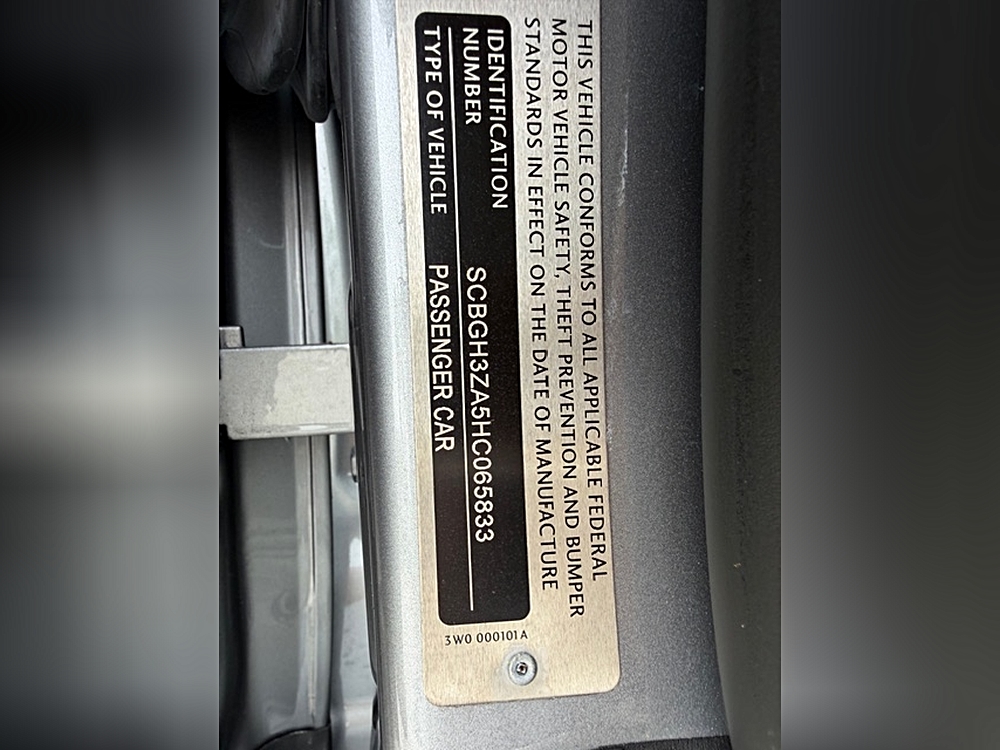 THIS VEHICLE CONFORMS TO ALL APPLICABLE FEDERAL
MOTOR VEHICLE SAFETY, THEFT PREVENTION AND BUMPER
STANDARDS IN EFFECT ON THE DATE OF MANUFACTURE
IDENTIFICATION
NUMBER SCBGH3ZA5HC065833
TYPE OF VEHICLE PASSENGER CAR
3W0 000101A